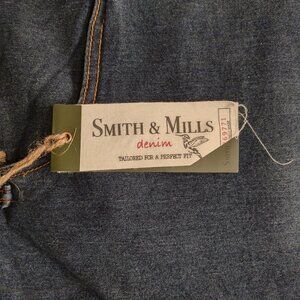 SMITH & MILLS
denim
TAILORED FOR A PERFECT FIT